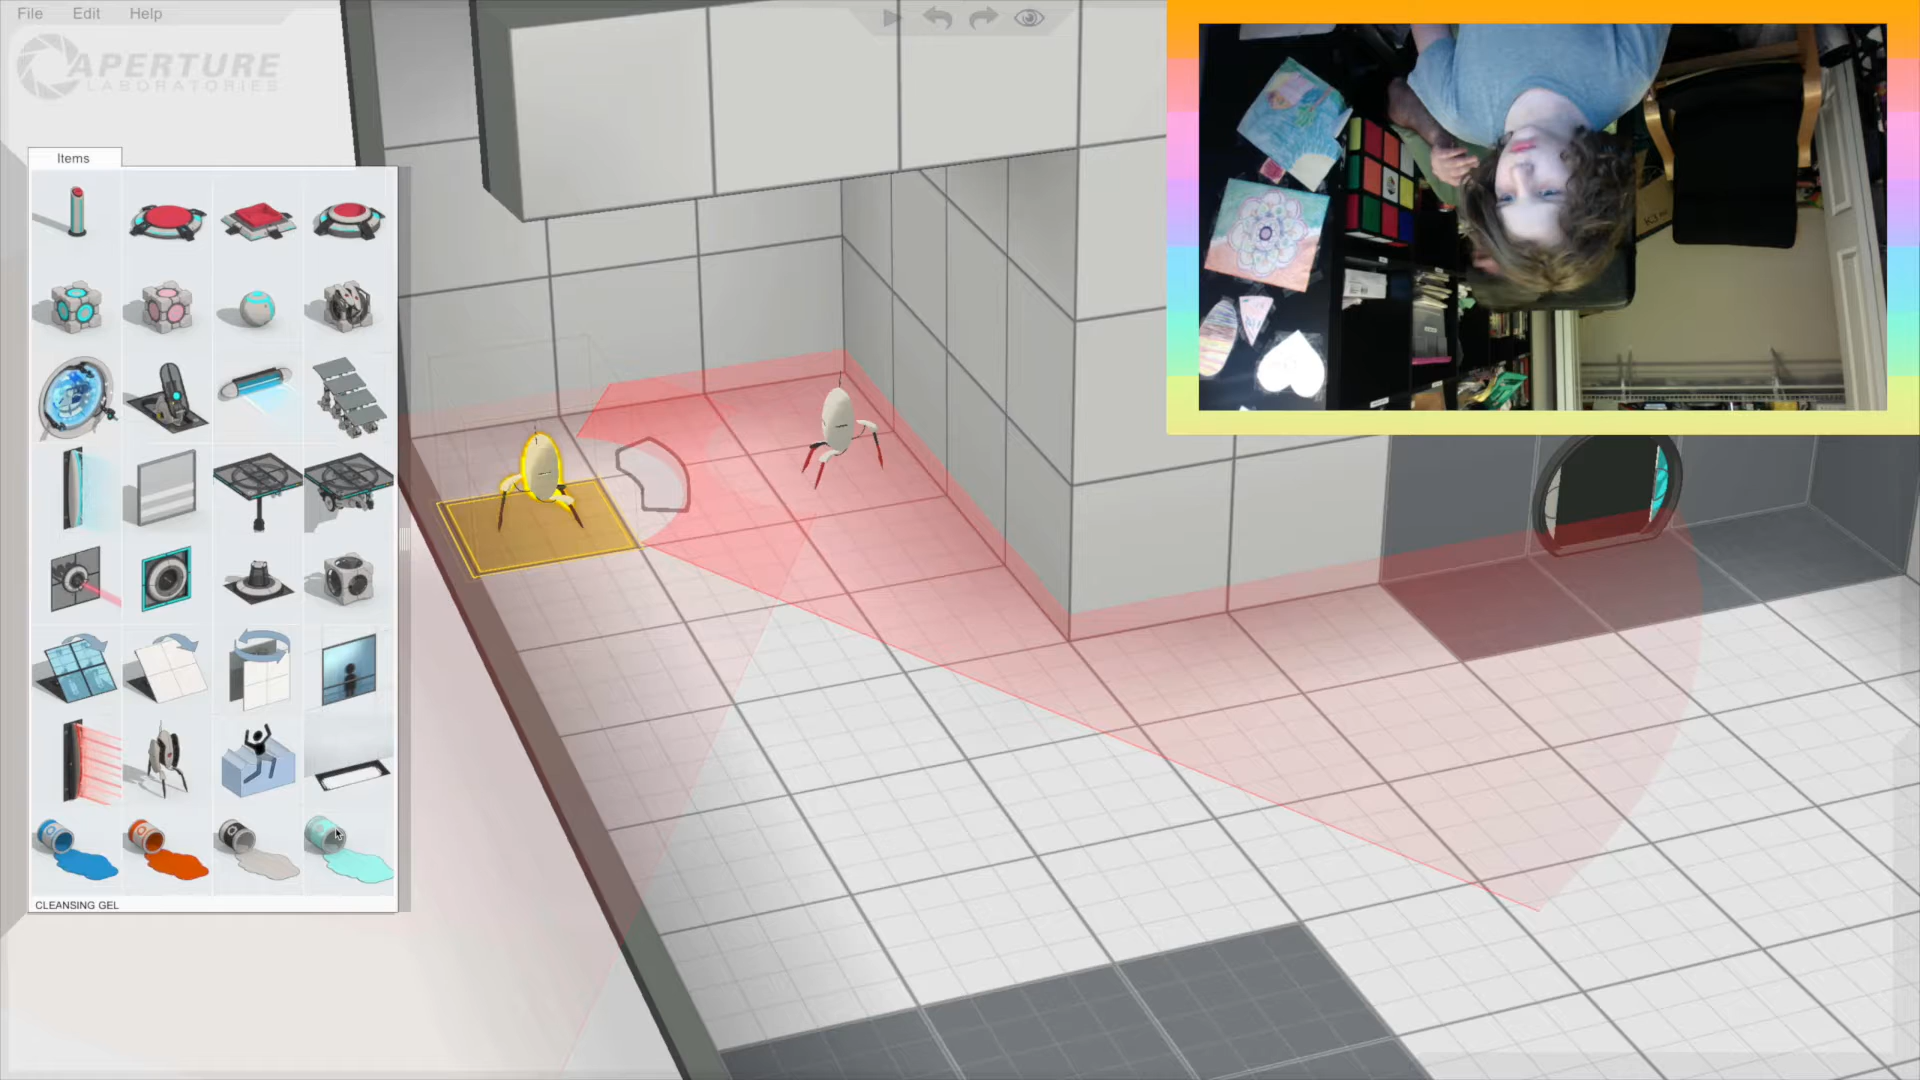 File Edit Help
APERTURE
LABORATORIES
Items
CLEANSING GEL